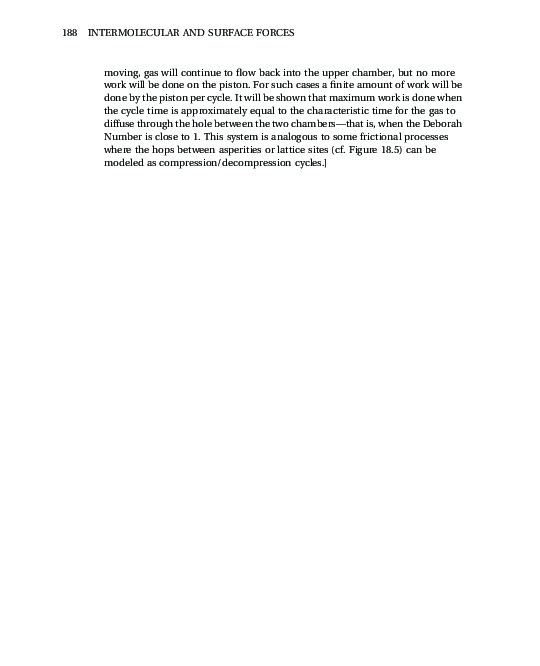 188 INTERMOLECULAR AND SURFACE FORCES
moving, gas will continue to flow back into the upper chamber, but no more
work will be done on the piston. For such cases a finite amount of work will be
done by the piston per cycle. It will be shown that maximum work is done when
the cycle time is approximately equal to the characteristic time for the gas to
diffuse through the hole between the two chambers—that is, when the Deborah
Number is close to 1. This system is analogous to some frictional processes
where the hops between asperities or lattice sites (cf. Figure 18.5) can be
modeled as compression/decompression cycles.]